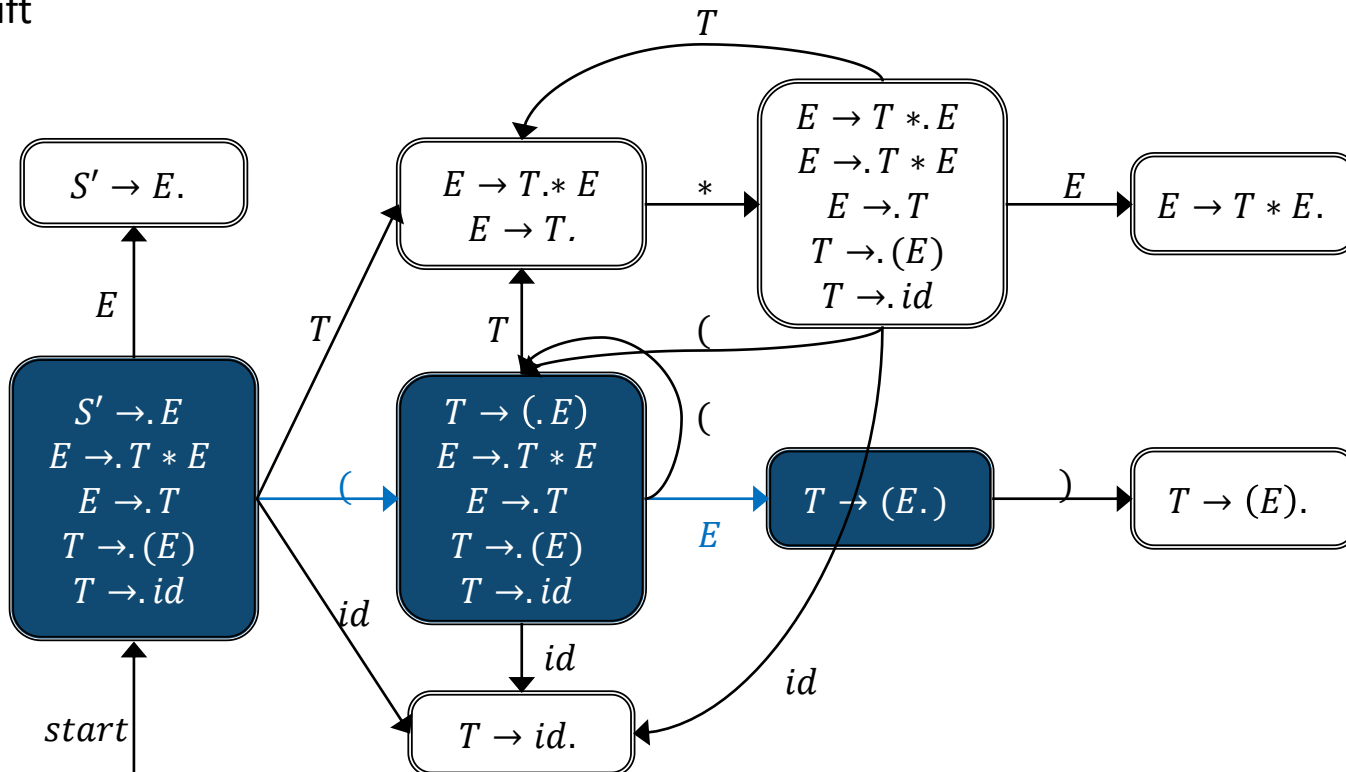 ift
T
S′ → E.
E → T.* E
E → T.
*
E → T *. E
E →. T * E
E →. T
T →. (E)
T →. id
E
E → T * E.
E
T
T
(
S′ →. E
E →. T * E
E →. T
T →. (E)
T →. id
(
T → (. E)
E →. T * E
E →. T
T →. (E)
T →. id
(
E
T → (E. )
)
T → (E).
id
id
id
start
T → id.